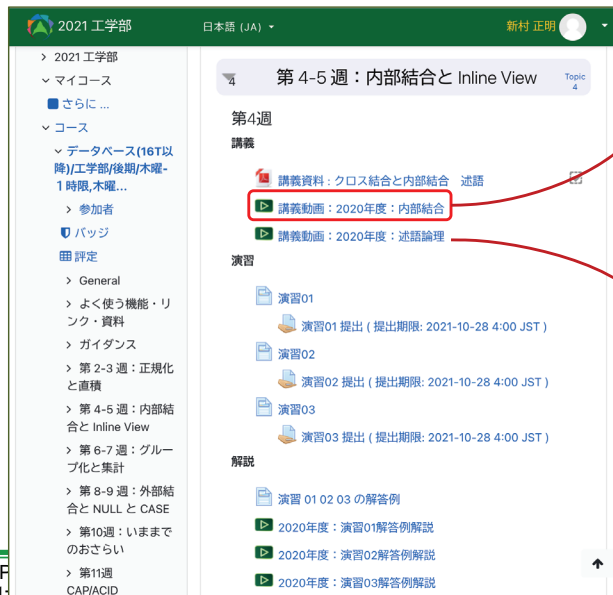 2021 工学部
日本語 (JA)
新村 正明
2021 工学部
マイコース
さらに ...
コース
データベース(16T以
降)/工学部/後期/木曜-
1 時限,木曜...
参加者
バッジ
評定
General
よく使う機能・リ
ンク・資料
ガイダンス
第 2-3 週：正規化
と直積
第 4-5 週：内部結
合と Inline View
第 6-7 週：グルー
プ化と集計
第 8-9 週：外部結
合と NULL と CASE
第10週：いままで
のおさらい
第11週
CAP/ACID
4
第 4-5 週：内部結合と Inline View
Topic
4
第4週
講義
講義資料 : クロス結合と内部結合　述語
講義動画：2020年度：内部結合
講義動画：2020年度：述語論理
演習
演習01
演習01 提出 ( 提出期限: 2021-10-28 4:00 JST )
演習02
演習02 提出 ( 提出期限: 2021-10-28 4:00 JST )
演習03
演習03 提出 ( 提出期限: 2021-10-28 4:00 JST )
解説
演習 01 02 03 の解答例
2020年度：演習01解答例解説
2020年度：演習02解答例解説
2020年度：演習03解答例解説